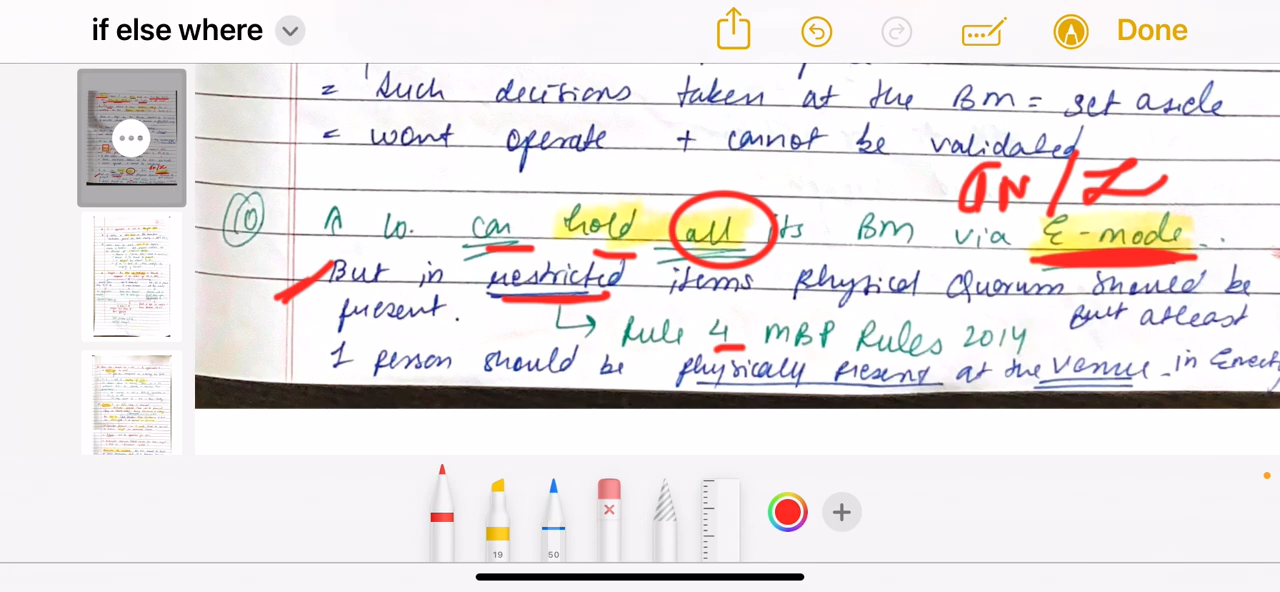 if else where
Done
= Such decisions taken at the BM = set aside
= wont operate + cannot be validated
10 A Co. can hold all its BM via E-mode..
But in restricted items Physical Quorum should be
present.
↳ Rule 4 MBP Rules 2014
But atleast
1 person should be physically present at the venue - in
19
50